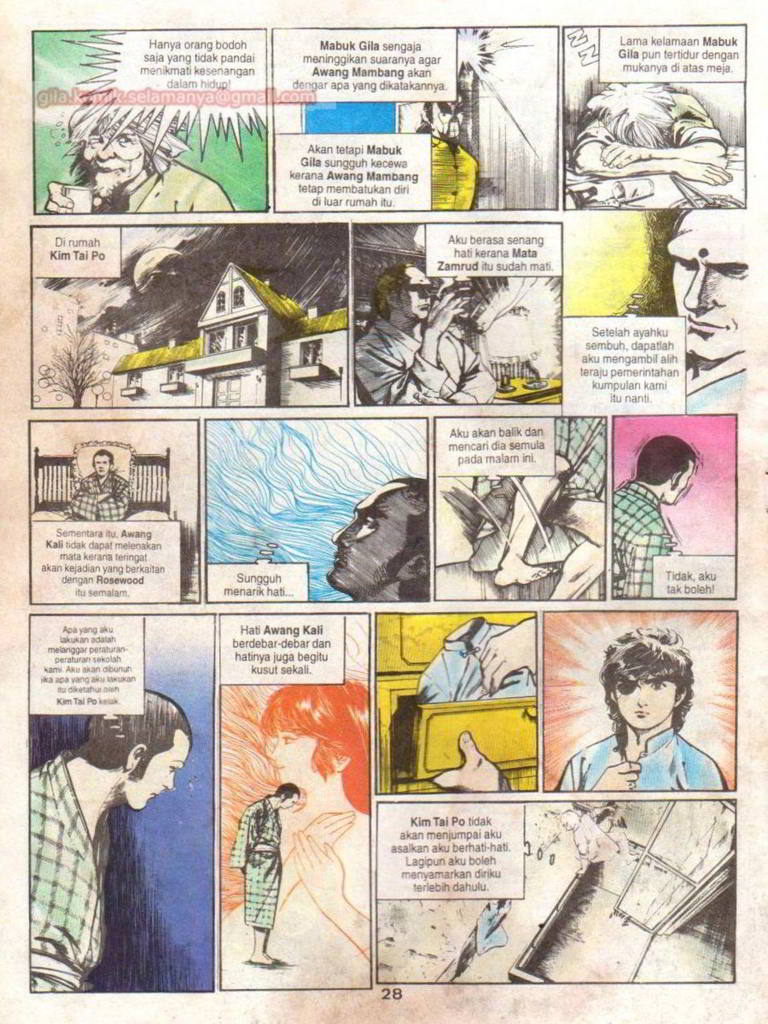 Hanya orang bodoh
saja yang tidak pandai
menikmati kesenangan
dalam hidup!
gila.komik.selamanya@gmail.com
Mabuk Gila sengaja
meninggikan suaranya agar
Awang Mambang akan
dengar apa yang dikatakannya.
Akan tetapi Mabuk
Gila sungguh kecewa
kerana Awang Mambang
tetap membatukan diri
di luar rumah itu.
ZZ
Lama kelamaan Mabuk
Gila pun tertidur dengan
mukanya di atas meja.
Di rumah
Kim Tai Po
Aku berasa senang
hati kerana Mata
Zamrud itu sudah mati.
Setelah ayahku
sembuh, dapatlah
aku mengambil alih
teraju pemerintahan
kumpulan kami
itu nanti.
Sementara itu, Awang
Kali tidak dapat melenakan
mata kerana teringat
akan kejadian yang berkaitan
dengan Rosewood
itu semalam.
Sungguh
menarik hati...
Aku akan balik dan
mencari dia semula
pada malam ini.
Tidak, aku
tak boleh!
Apa yang aku
lakukan adalah
melanggar peraturan-
peraturan sekolah
kami. Aku akan dibunuh
jika apa yang aku lakukan
itu diketahui oleh
Kim Tai Po kelak.
Hati Awang Kali
berdebar-debar dan
hatinya juga begitu
kusut sekali.
Kim Tai Po tidak
akan menjumpai aku
asalkan aku berhati-hati.
Lagipun aku boleh
menyamarkan diriku
terlebih dahulu.
28